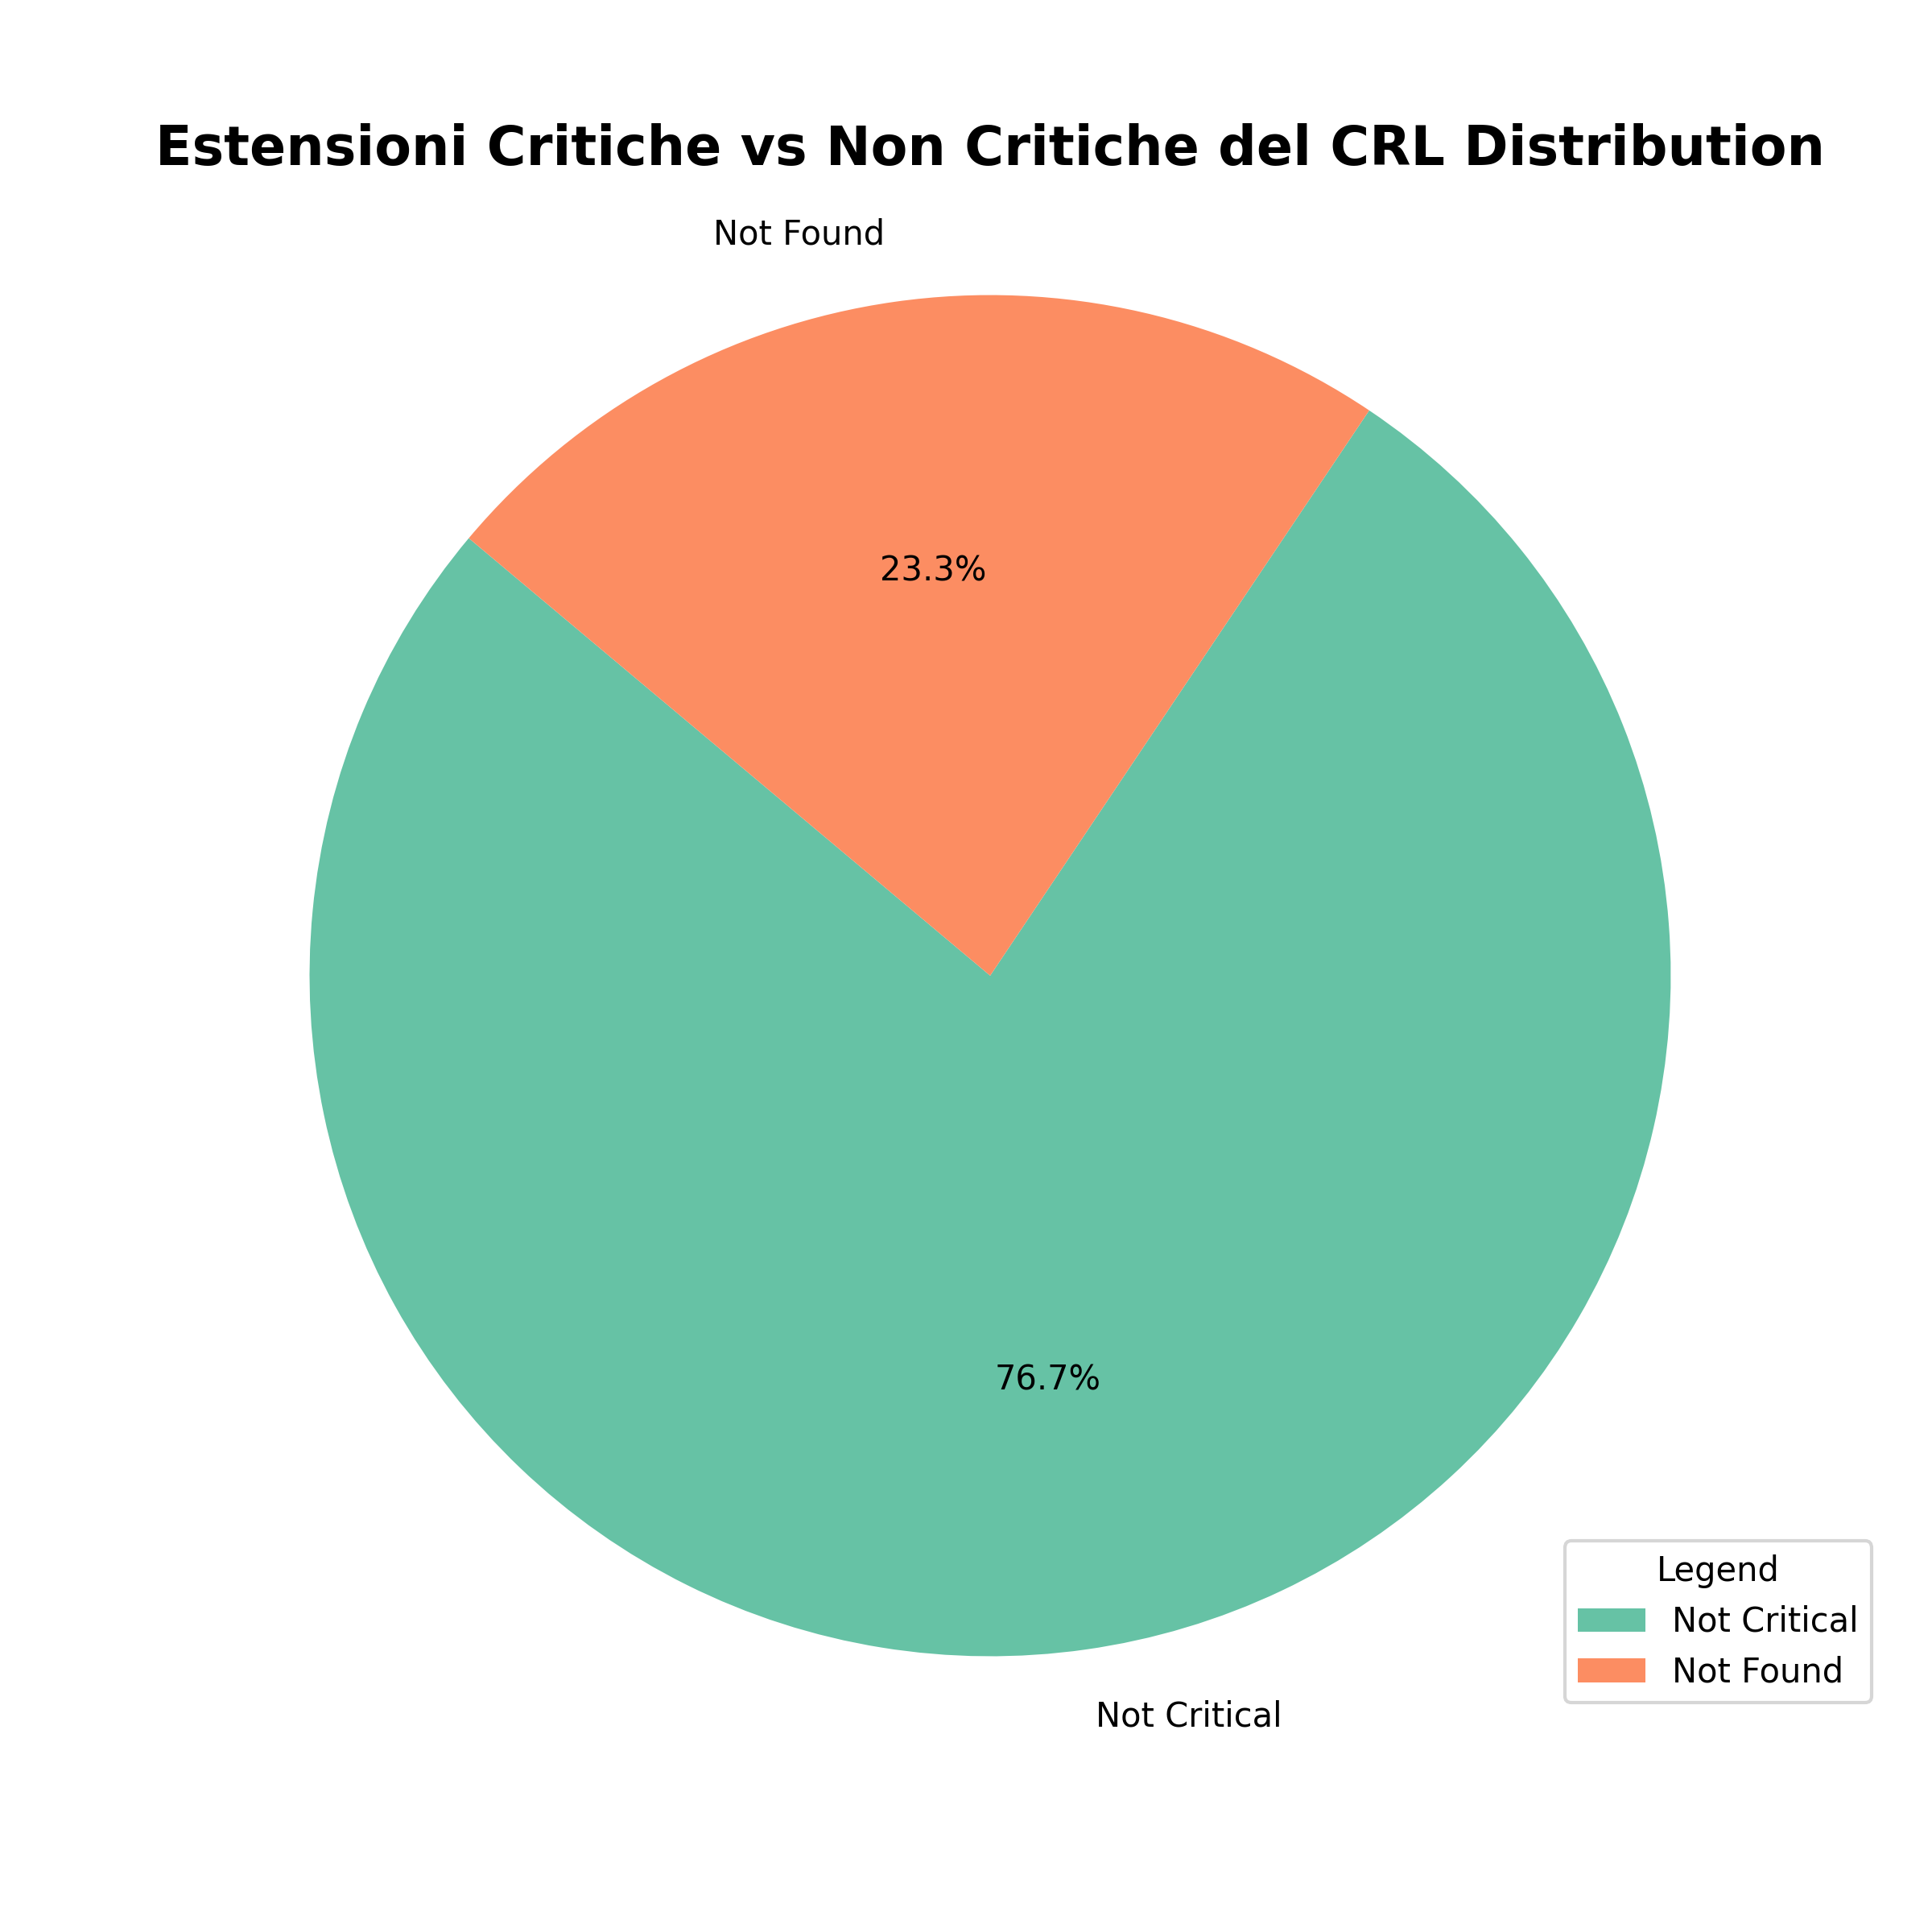 Estensioni Critiche vs Non Critiche del CRL Distribution
Not Found
23.3%
76.7%
Legend
Not Critical
Not Found
Not Critical